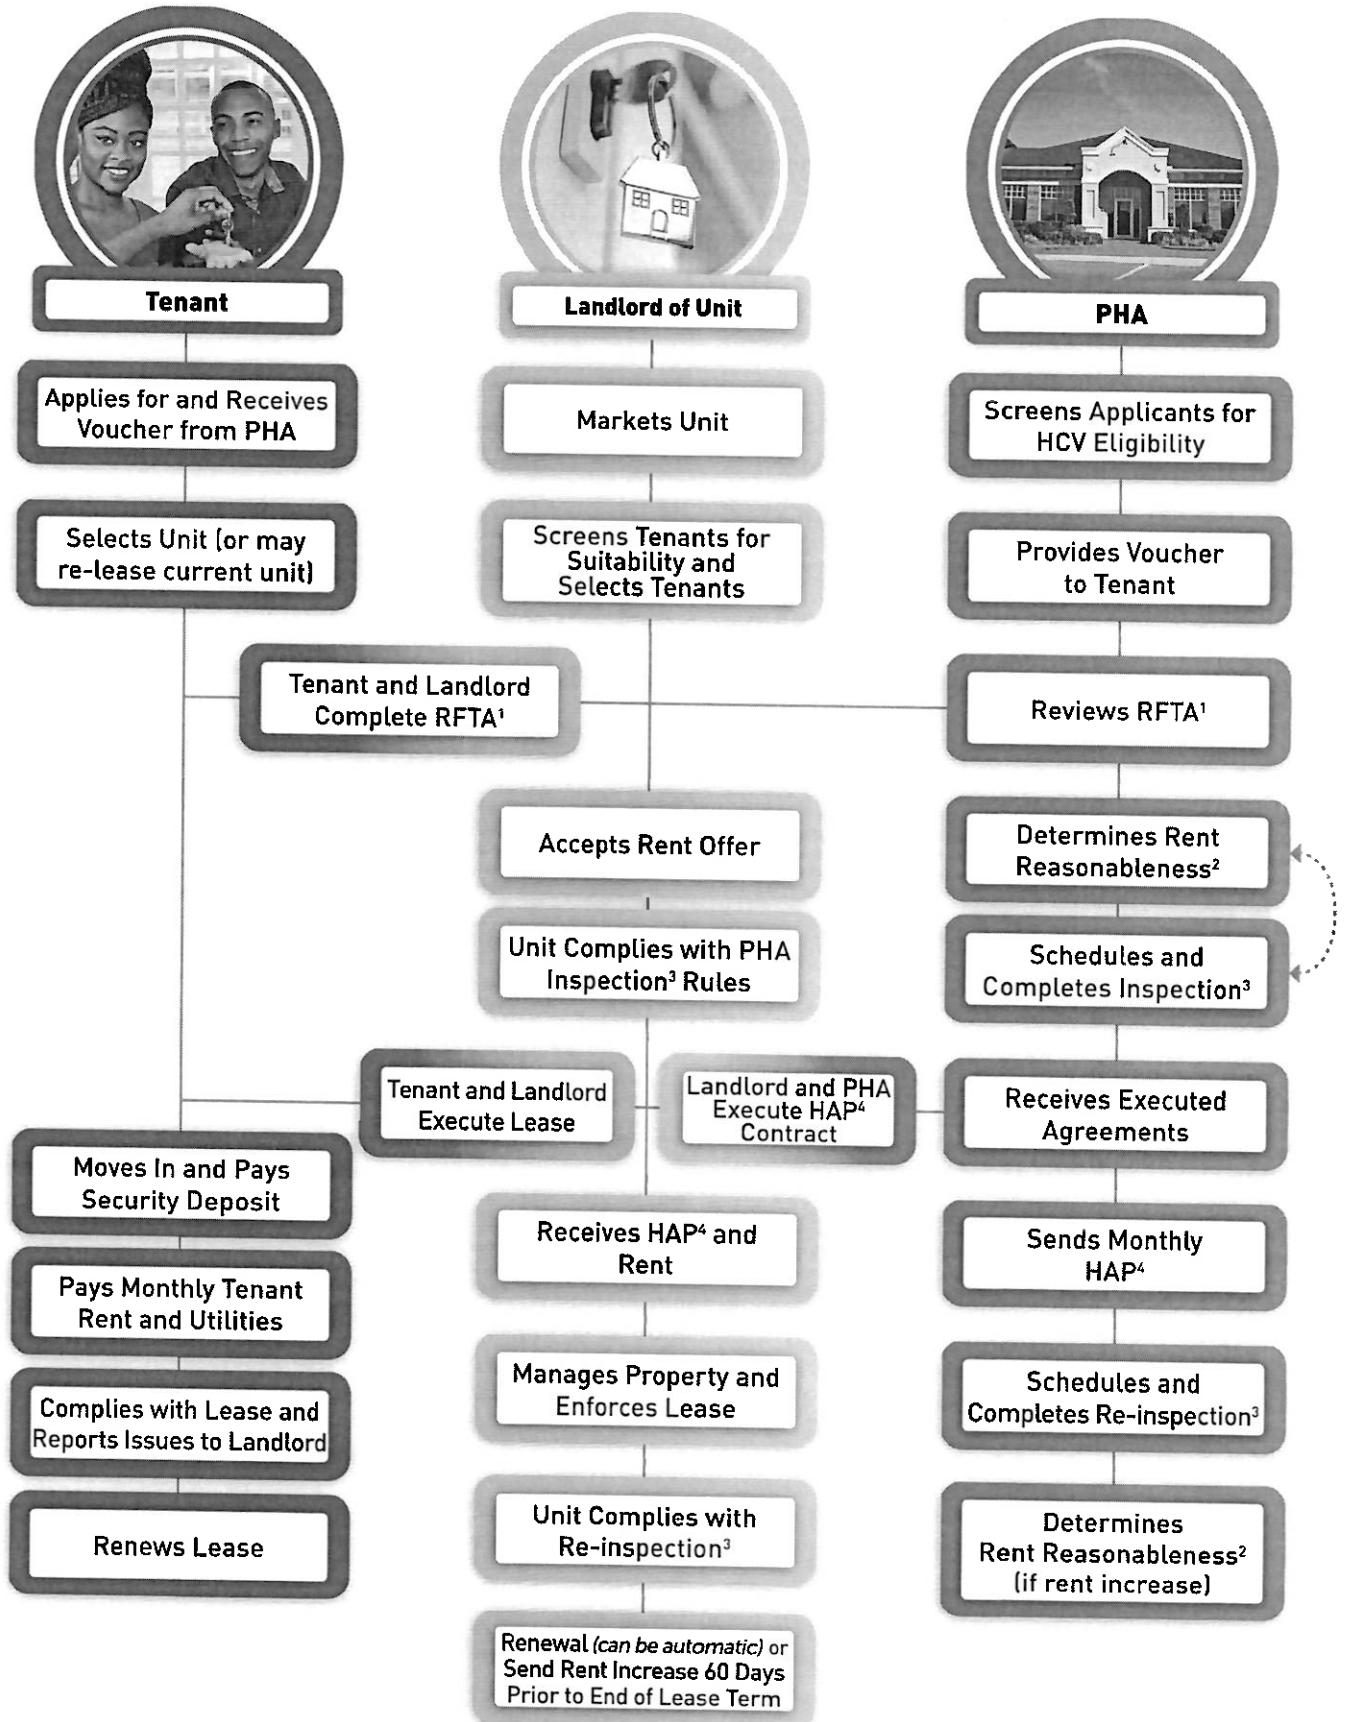 Tenant
Applies for and Receives
Voucher from PHA
Selects Unit (or may
re-lease current unit)
Tenant and Landlord
Complete RFTA¹
Landlord of Unit
Markets Unit
Screens Tenants for
Suitability and
Selects Tenants
PHA
Screens Applicants for
HCV Eligibility
Provides Voucher
to Tenant
Reviews RFTA¹
Accepts Rent Offer
Determines Rent
Reasonableness²
Unit Complies with PHA
Inspection³ Rules
Schedules and
Completes Inspection³
Tenant and Landlord
Execute Lease
Landlord and PHA
Execute HAP⁴
Contract
Receives Executed
Agreements
Moves In and Pays
Security Deposit
Pays Monthly Tenant
Rent and Utilities
Complies with Lease and
Reports Issues to Landlord
Renews Lease
Receives HAP⁴ and
Rent
Manages Property and
Enforces Lease
Unit Complies with
Re-inspection³
Renewal (can be automatic) or
Send Rent Increase 60 Days
Prior to End of Lease Term
Sends Monthly
HAP⁴
Schedules and
Completes Re-inspection³
Determines
Rent Reasonableness²
(if rent increase)